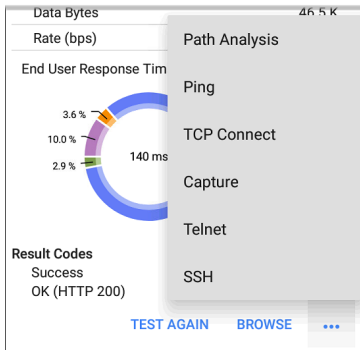 Data Bytes 46.5 K
Rate (bps)
End User Response Tim
3.6 %
10.0 %
2.9 %
140 ms
Result Codes
Success
OK (HTTP 200)
Path Analysis
Ping
TCP Connect
Capture
Telnet
SSH
TEST AGAIN BROWSE ...